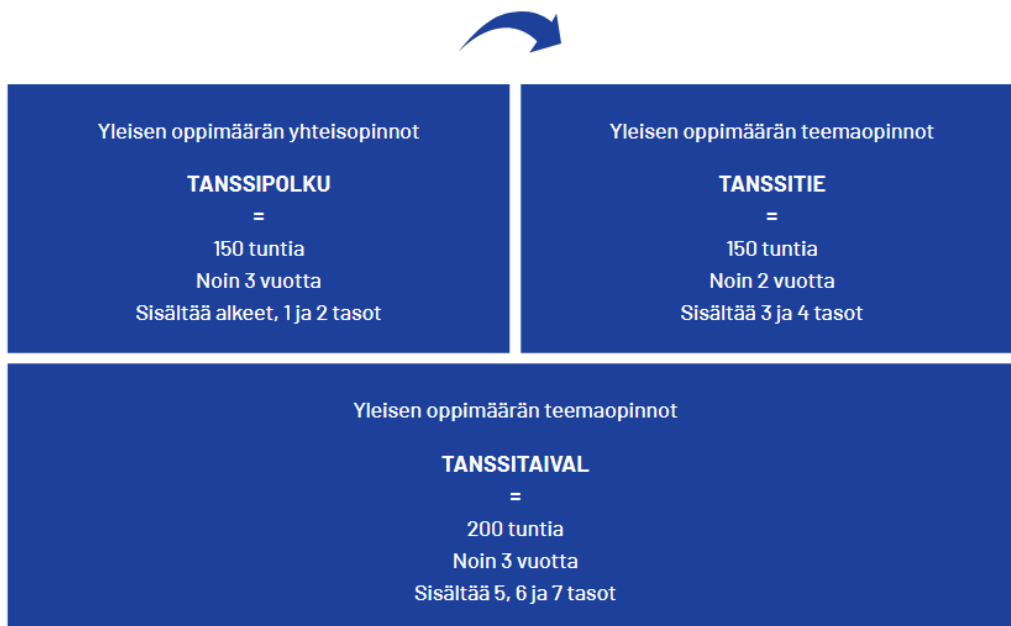 Yleisen oppimäärän yhteisopinnot
TANSSIPOLKU
=
150 tuntia
Noin 3 vuotta
Sisältää alkeet, 1 ja 2 tasot
Yleisen oppimäärän teemaopinnot
TANSSITIE
=
150 tuntia
Noin 2 vuotta
Sisältää 3 ja 4 tasot
Yleisen oppimäärän teemaopinnot
TANSSITAIVAL
=
200 tuntia
Noin 3 vuotta
Sisältää 5, 6 ja 7 tasot